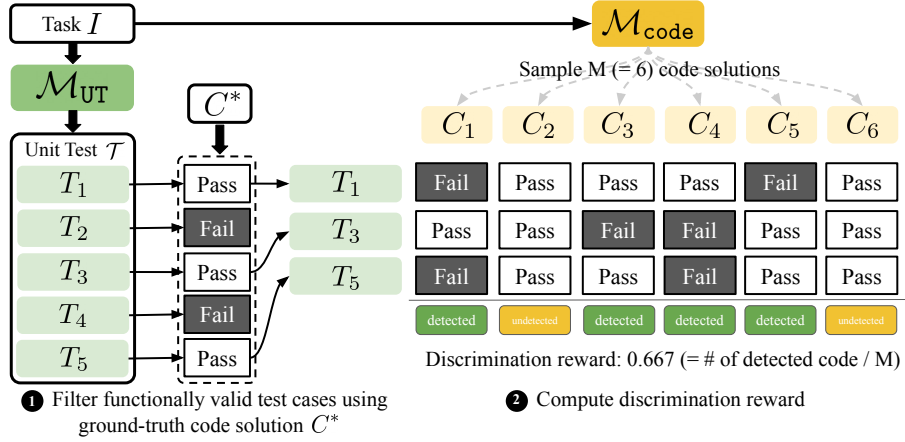 Task I
M_code
M_UT
Sample M (= 6) code solutions
C*
C1 C2 C3 C4 C5 C6
Unit Test T
T1 Pass T1 Fail Pass Pass Pass Fail Pass
T2 Fail
T3 Pass Fail Fail Pass Pass
T3 Pass
T5 Fail Pass Pass Fail Pass Pass
T4 Fail
T5 Pass
detected undetected detected detected detected undetected
Discrimination reward: 0.667 (= # of detected code / M)
1 Filter functionally valid test cases using
ground-truth code solution C*
2 Compute discrimination reward